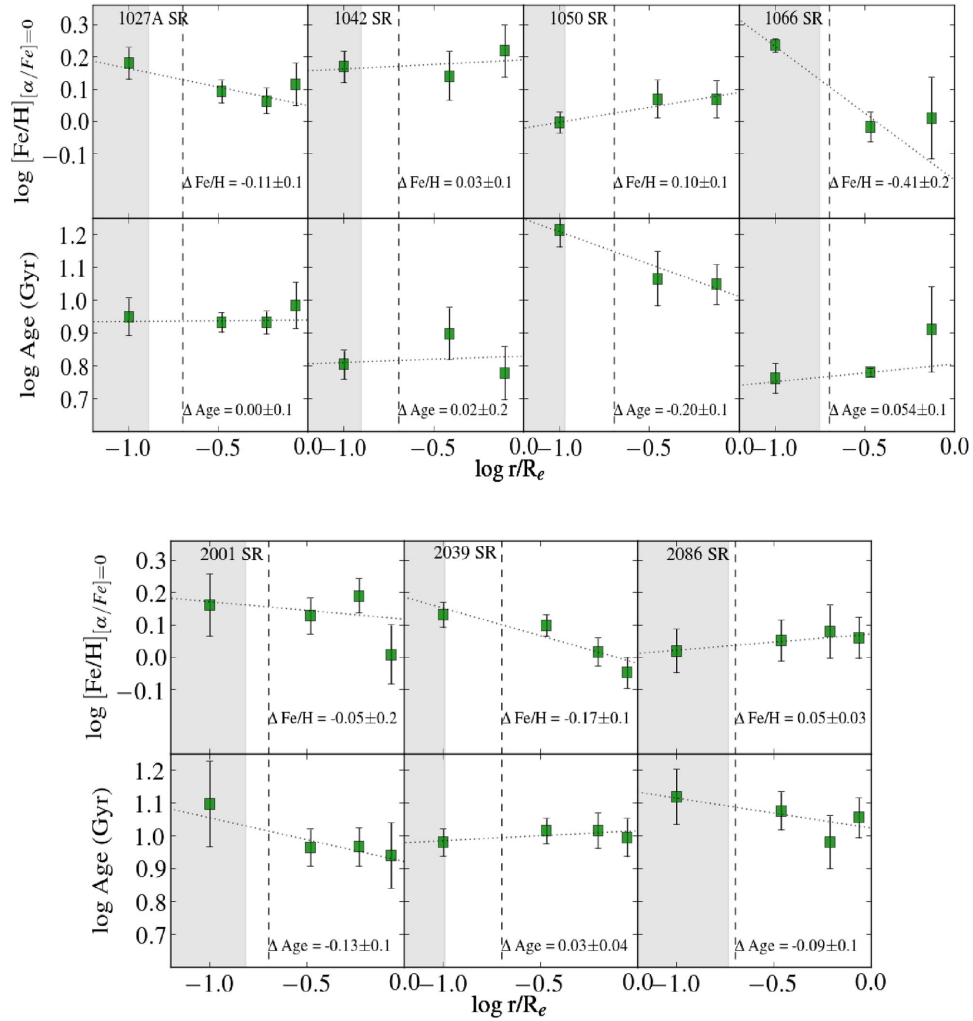 1027A SR 1042 SR 1050 SR 1066 SR
log [Fe/H][α/Fe]=0
0.3
0.2
0.1
0.0
−0.1
Δ Fe/H = -0.11±0.1 Δ Fe/H = 0.03±0.1 Δ Fe/H = 0.10±0.1 Δ Fe/H = -0.41±0.2
log Age (Gyr)
1.2
1.1
1.0
0.9
0.8
0.7
Δ Age = 0.00±0.1 Δ Age = 0.02±0.2 Δ Age = -0.20±0.1 Δ Age = 0.054±0.1
−1.0 −0.5 0.0 −1.0 −0.5 0.0 −1.0 −0.5 0.0 −1.0 −0.5 0.0
log r/Re
2001 SR 2039 SR 2086 SR
log [Fe/H][α/Fe]=0
0.3
0.2
0.1
0.0
−0.1
Δ Fe/H = -0.05±0.2 Δ Fe/H = -0.17±0.1 Δ Fe/H = 0.05±0.03
log Age (Gyr)
1.2
1.1
1.0
0.9
0.8
0.7
Δ Age = -0.13±0.1 Δ Age = 0.03±0.04 Δ Age = -0.09±0.1
−1.0 −0.5 0.0 −1.0 −0.5 0.0 −1.0 −0.5 0.0
log r/Re